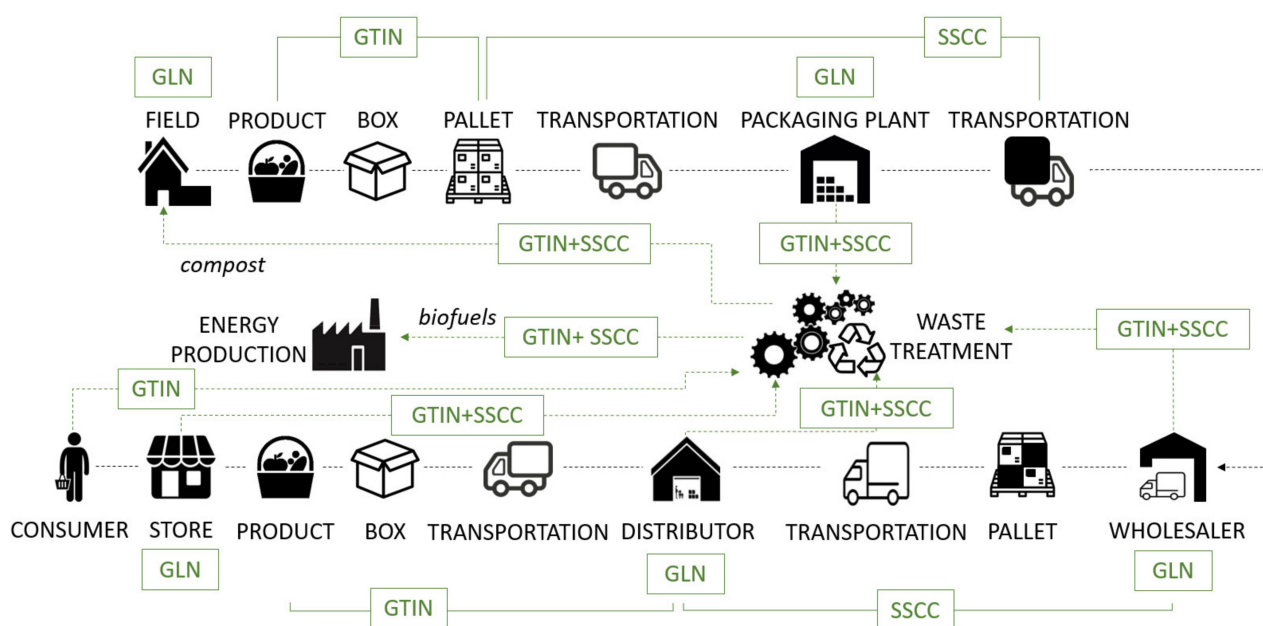 GTIN
SSCC
GLN
GLN
FIELD
PRODUCT
BOX
PALLET
TRANSPORTATION
PACKAGING PLANT
TRANSPORTATION
GTIN+SSCC
GTIN+SSCC
compost
ENERGY
PRODUCTION
biofuels
GTIN+ SSCC
WASTE
TREATMENT
GTIN+SSCC
GTIN
GTIN+SSCC
GTIN+SSCC
CONSUMER
STORE
PRODUCT
BOX
TRANSPORTATION
DISTRIBUTOR
TRANSPORTATION
PALLET
WHOLESALER
GLN
GLN
GLN
GTIN
SSCC